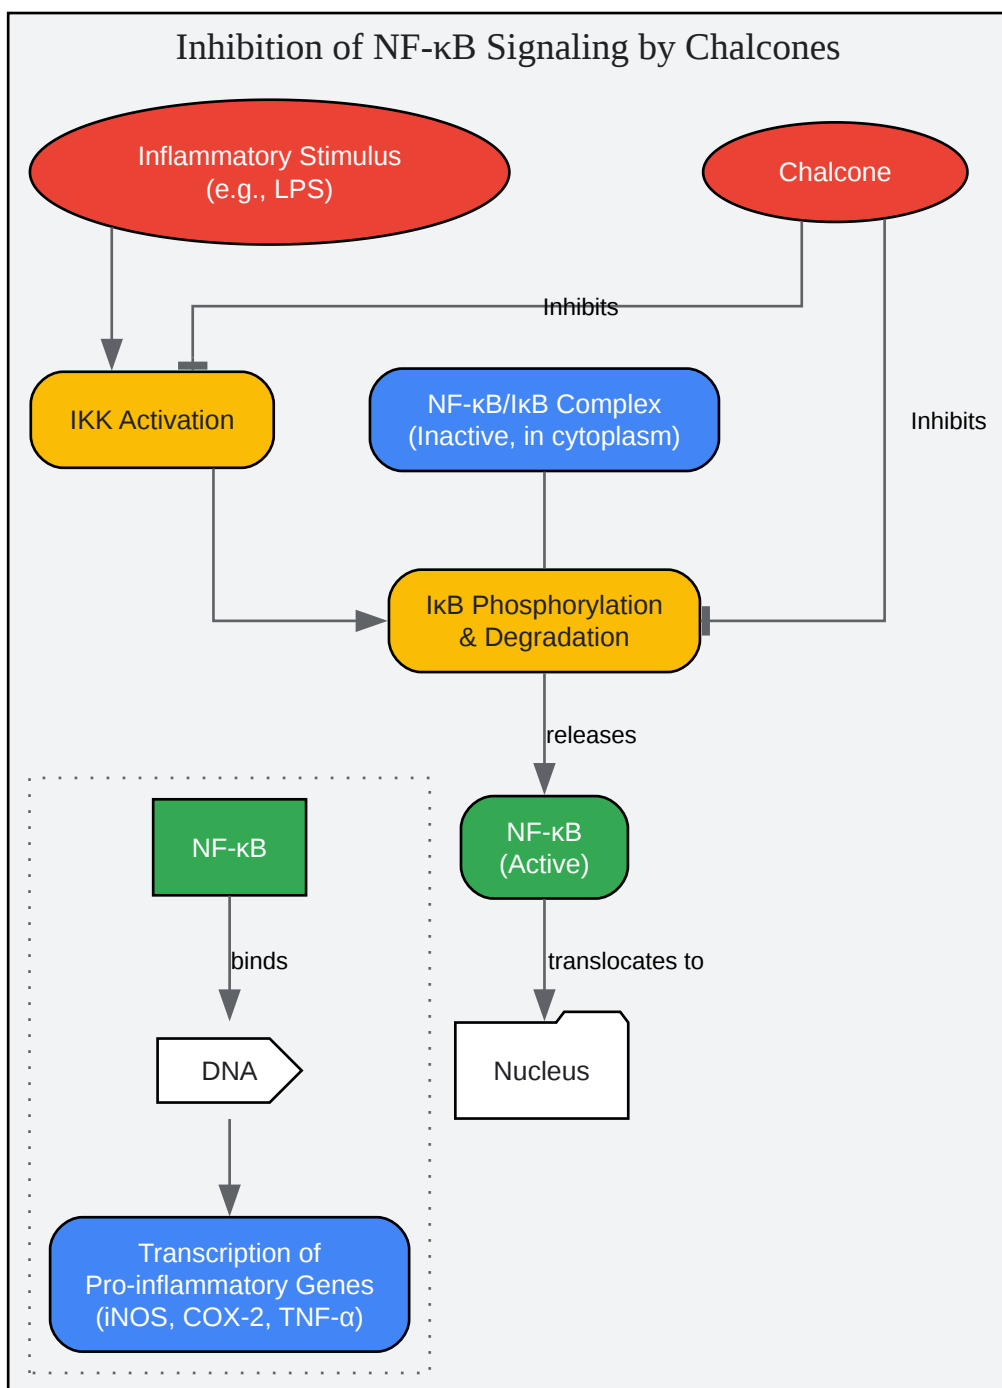 Inhibition of NF-κB Signaling by Chalcones
Inflammatory Stimulus
(e.g., LPS)
Chalcone
Inhibits
IKK Activation
NF-κB/IκB Complex
(Inactive, in cytoplasm)
Inhibits
IκB Phosphorylation
& Degradation
releases
NF-κB
NF-κB
(Active)
binds
translocates to
DNA
Nucleus
Transcription of
Pro-inflammatory Genes
(iNOS, COX-2, TNF-α)